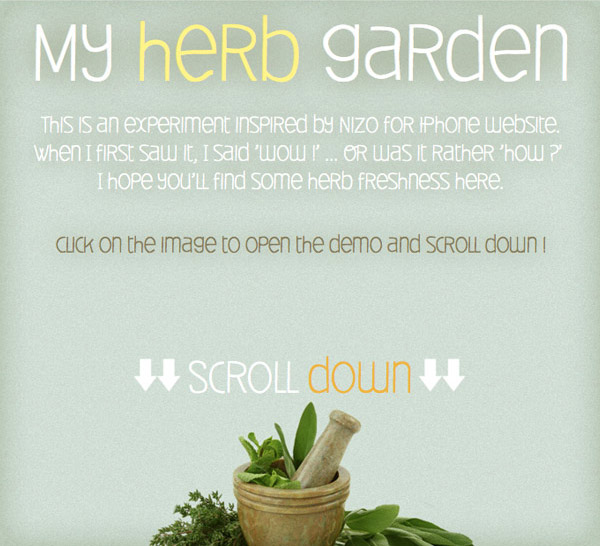 My herb garden
This is an experiment inspired by Nizo for iPhone website.
When I first saw it, I said 'wow !' ... or was it rather 'how ?'
I hope you'll find some herb freshness here.
Click on the image to open the demo and scroll down !
scroll down